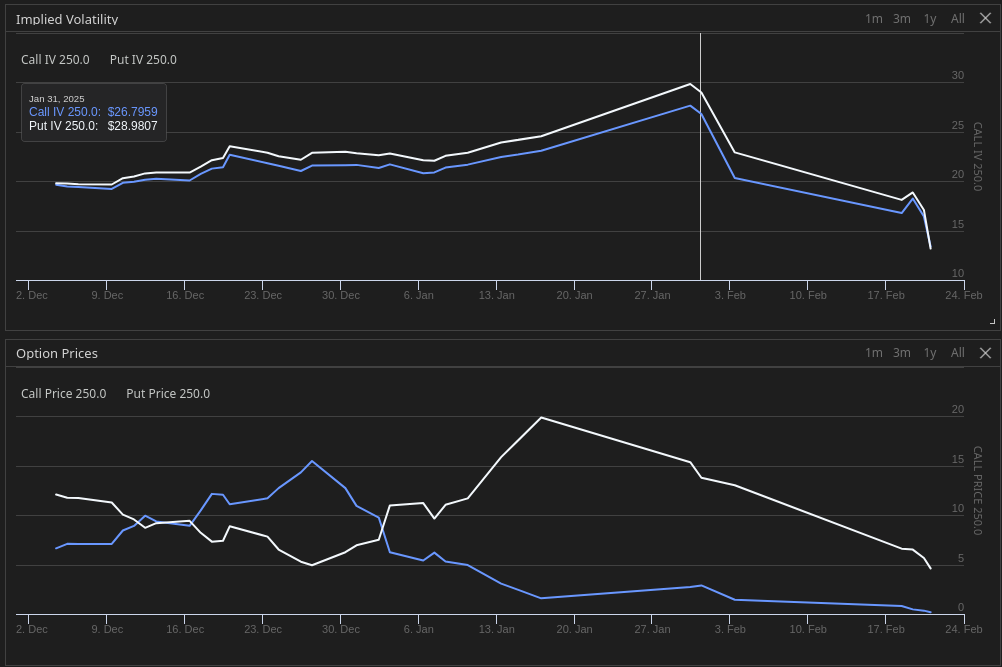 Implied Volatility
1m 3m 1y All
Call IV 250.0 Put IV 250.0
Jan 31, 2025
Call IV 250.0: $26.7959
Put IV 250.0: $28.9807
30
25
20
15
10
CALL IV 250.0
2. Dec 9. Dec 16. Dec 23. Dec 30. Dec 6. Jan 13. Jan 20. Jan 27. Jan 3. Feb 10. Feb 17. Feb 24. Feb
Option Prices
1m 3m 1y All
Call Price 250.0 Put Price 250.0
20
15
10
5
0
CALL PRICE 250.0
2. Dec 9. Dec 16. Dec 23. Dec 30. Dec 6. Jan 13. Jan 20. Jan 27. Jan 3. Feb 10. Feb 17. Feb 24. Feb